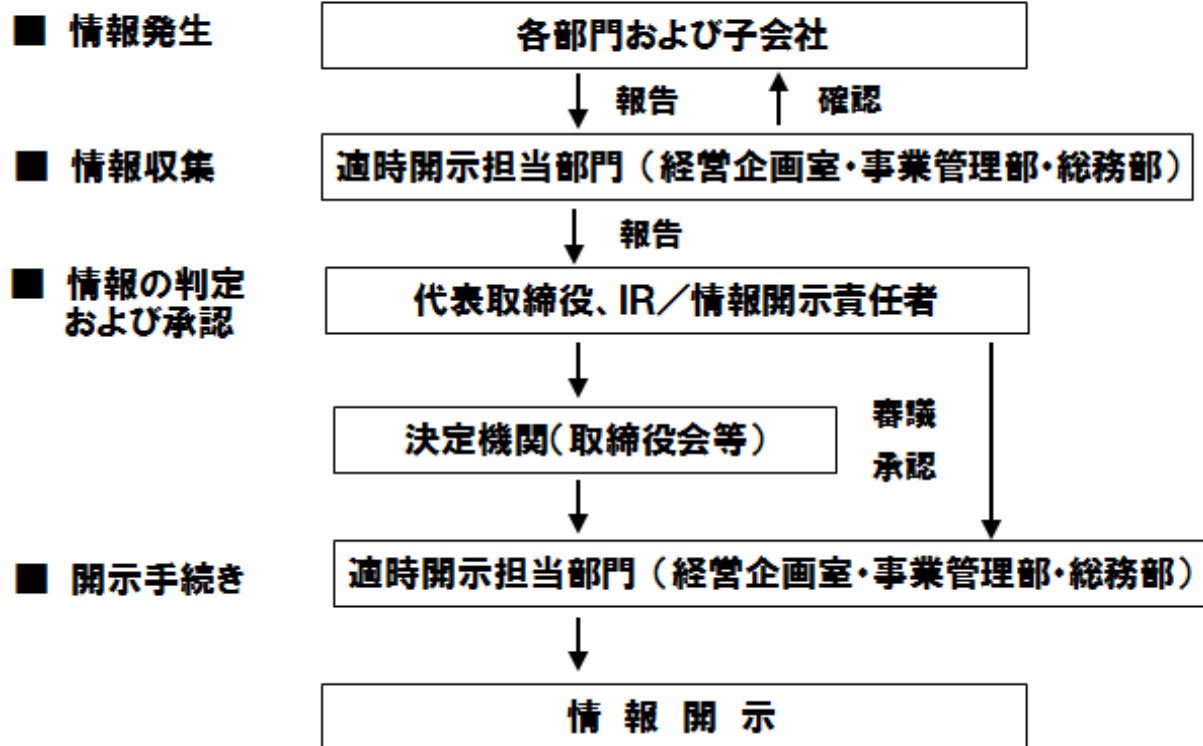 ■ 情報発生
各部門および子会社
報告
確認
■ 情報収集
適時開示担当部門（経営企画室・事業管理部・総務部）
報告
■ 情報の判定
および承認
代表取締役、IR／情報開示責任者
決定機関（取締役会等）
審議
承認
■ 開示手続き
適時開示担当部門（経営企画室・事業管理部・総務部）
情 報 開 示